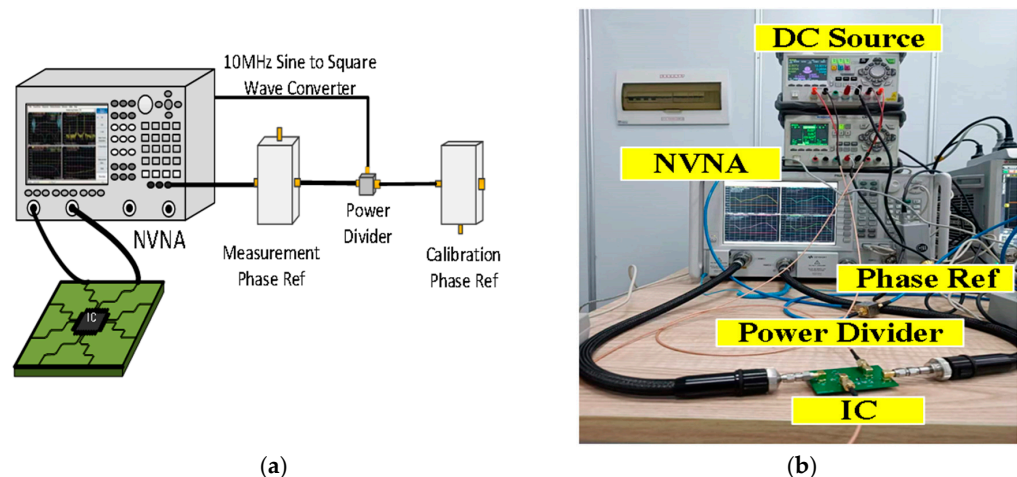 10MHz Sine to Square
Wave Converter
NVNA
IC
Measurement
Phase Ref
Power
Divider
Calibration
Phase Ref
(a)
DC Source
NVNA
Phase Ref
Power Divider
IC
(b)